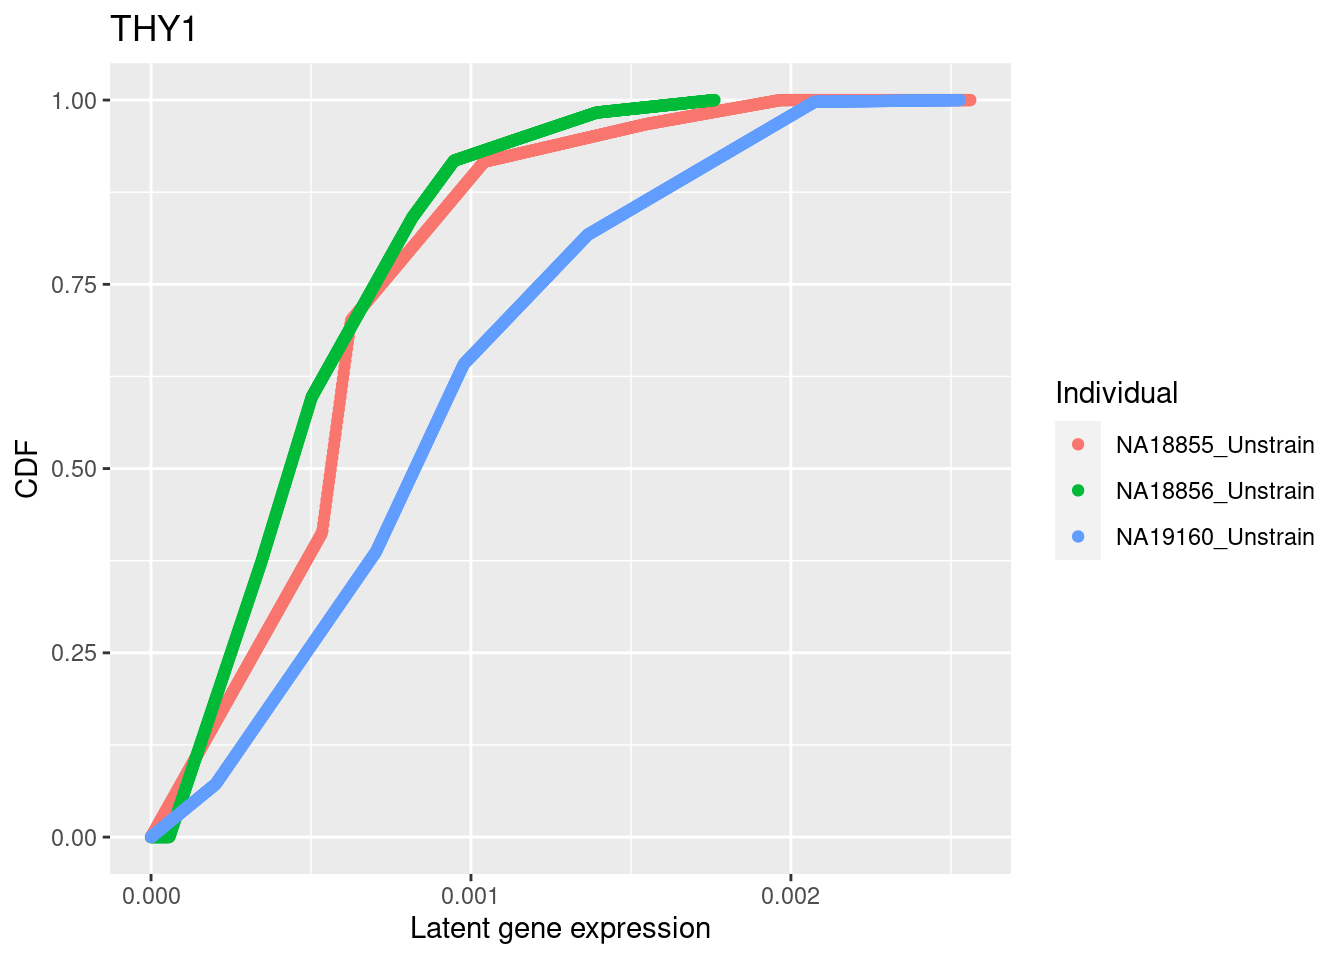 THY1
1.00
0.75
0.50
0.25
0.00
CDF
0.000
0.001
0.002
Latent gene expression
Individual
NA18855_Unstrain
NA18856_Unstrain
NA19160_Unstrain